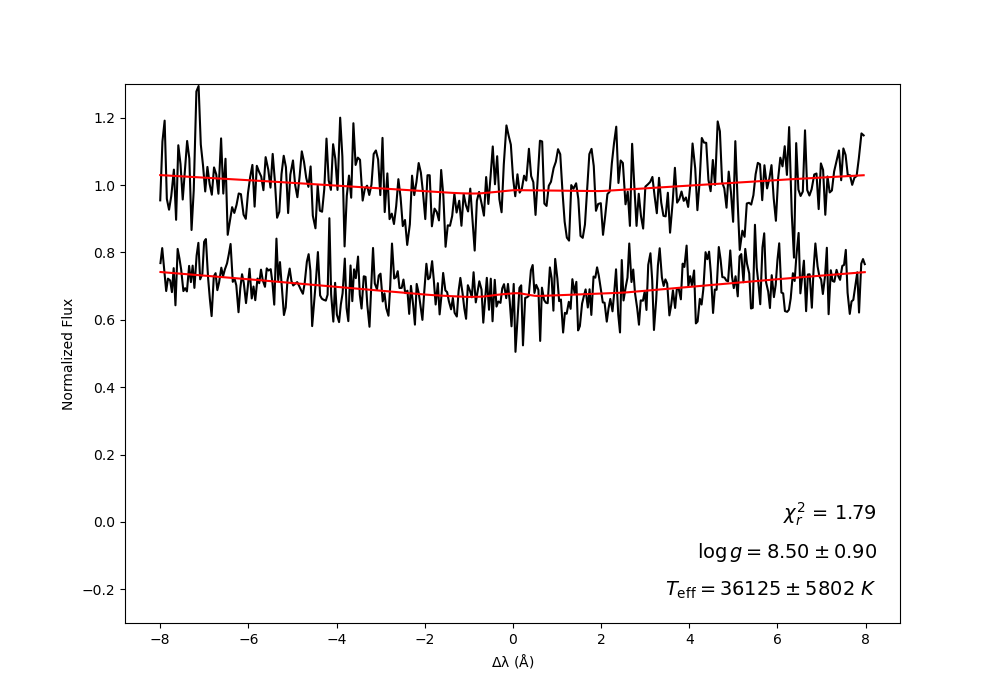 1.2
1.0
0.8
0.6
0.4
0.2
0.0
−0.2
Normalized Flux
χ²ᵣ = 1.79
log g = 8.50 ± 0.90
T_eff = 36125 ± 5802 K
−8 −6 −4 −2 0 2 4 6 8
Δλ (Å)